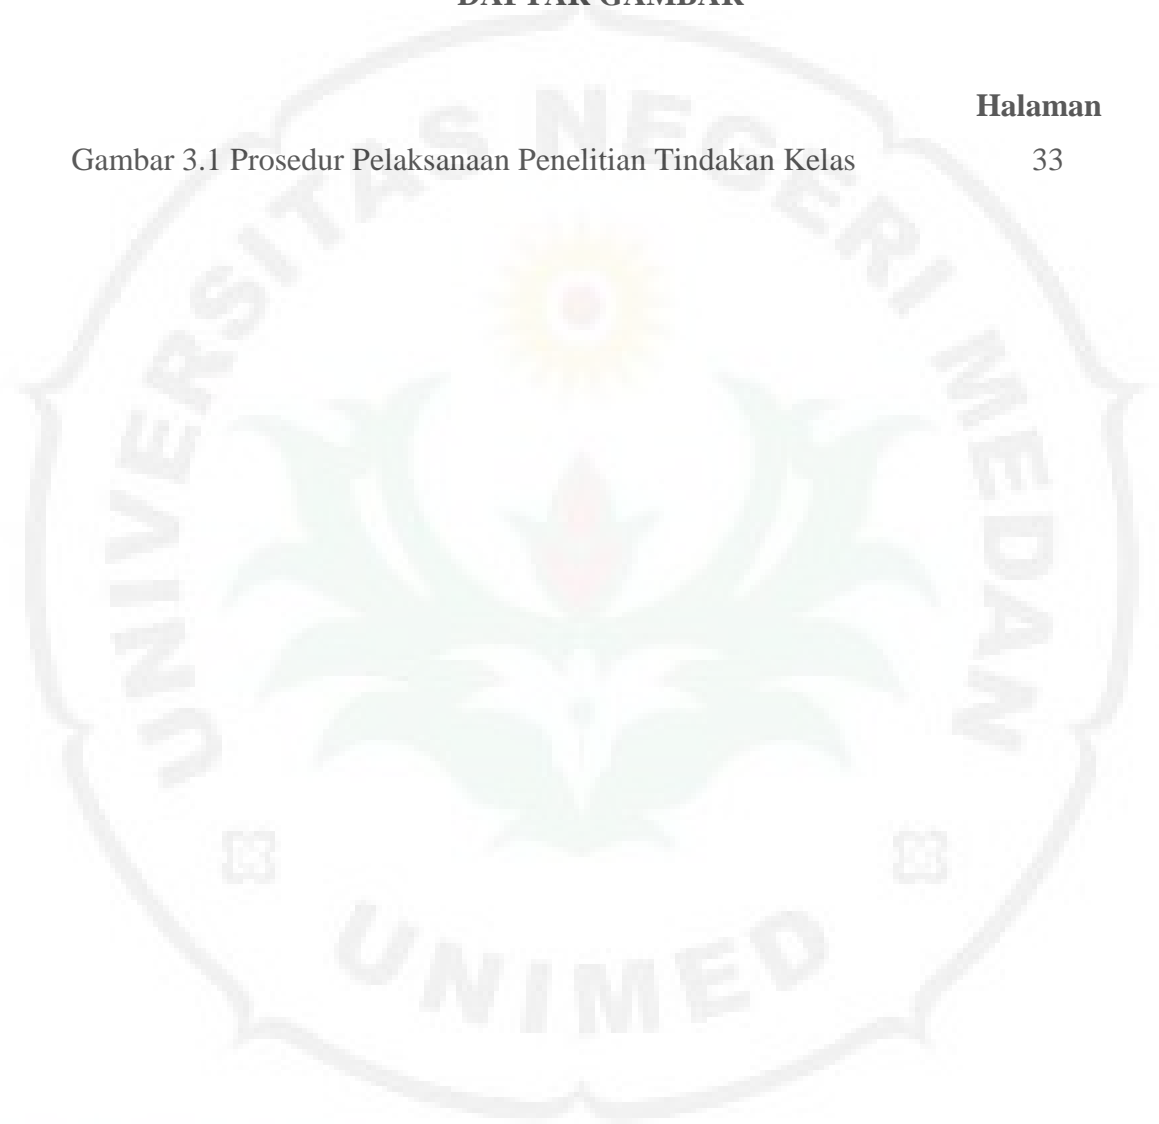 DAFTAR GAMBAR
Halaman
Gambar 3.1 Prosedur Pelaksanaan Penelitian Tindakan Kelas 33
UNIVERSITAS NEGERI MEDAN
UNIMED